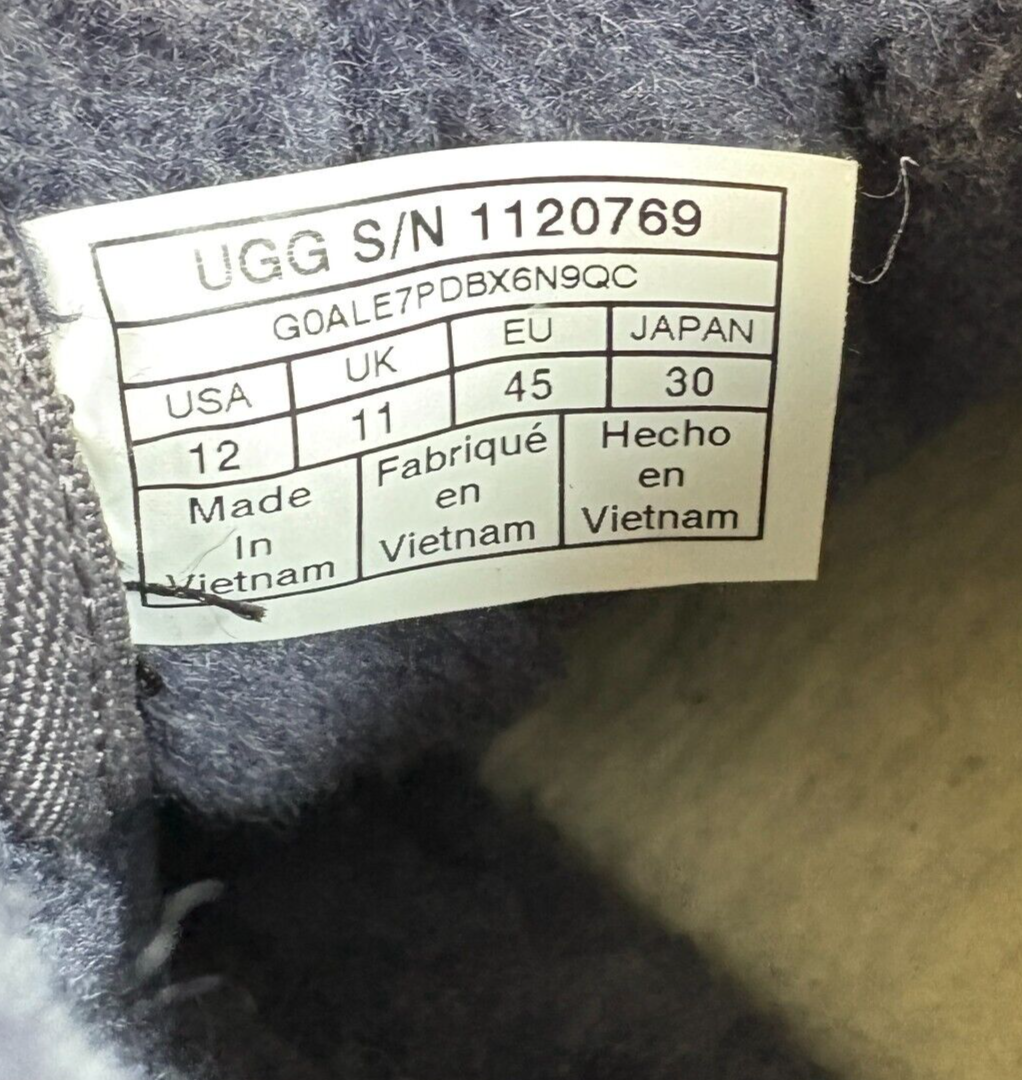 UGG S/N 1120769
G0ALE7PDBX6N9QC
USA UK EU JAPAN
12 11 45 30
Made Fabriqué Hecho
In en en
Vietnam Vietnam Vietnam